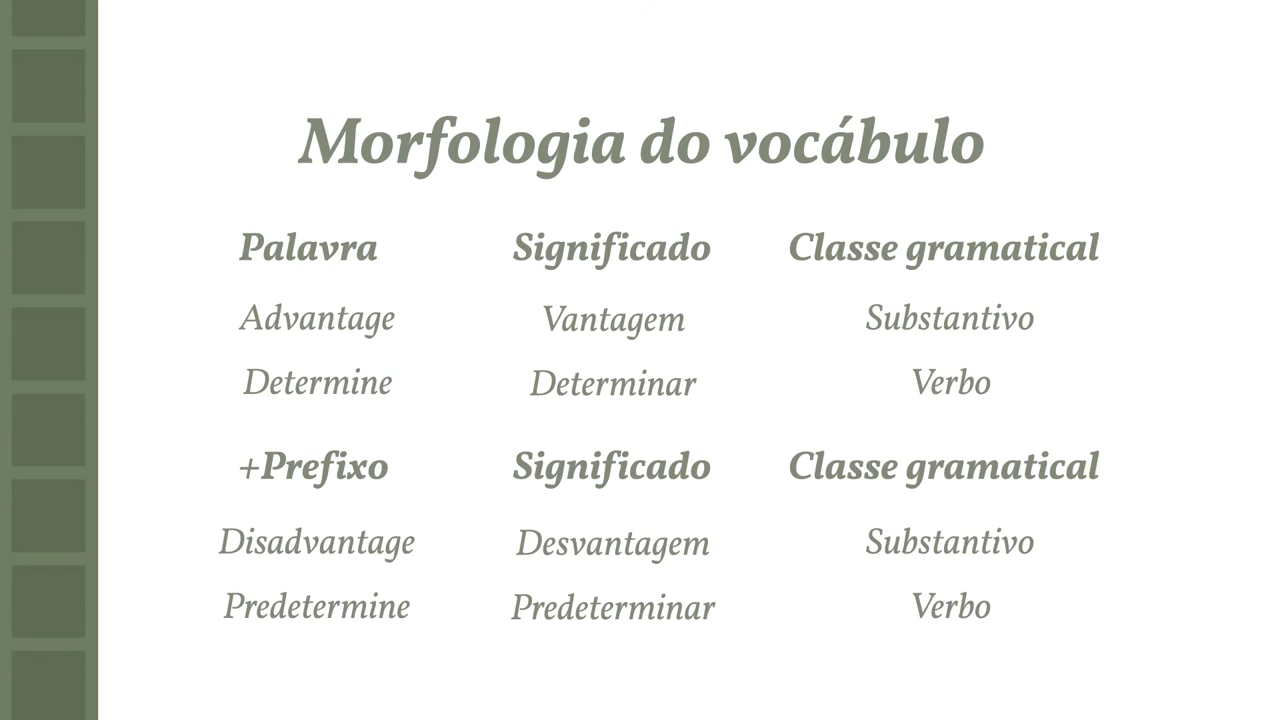 Morfologia do vocábulo
Palavra Significado Classe gramatical
Advantage Vantagem Substantivo
Determine Determinar Verbo
+Prefixo Significado Classe gramatical
Disadvantage Desvantagem Substantivo
Predetermine Predeterminar Verbo